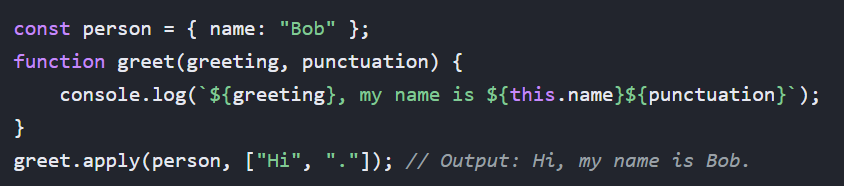 const person = { name: "Bob" };
function greet(greeting, punctuation) {
    console.log(`${greeting}, my name is ${this.name}${punctuation}`);
}
greet.apply(person, ["Hi", "."]); // Output: Hi, my name is Bob.